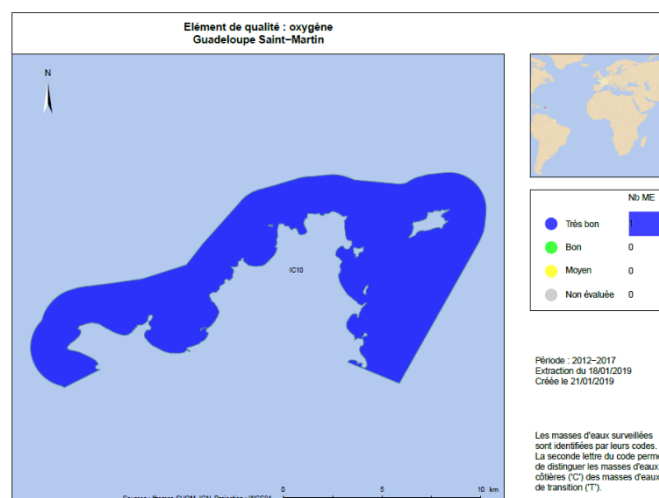 Elément de qualité : oxygène
Guadeloupe Saint−Martin
N
IC10
Nb ME
Très bon 1
Bon 0
Moyen 0
Non évaluée 0
Période : 2012−2017
Extraction du 18/01/2019
Créée le 21/01/2019
Les masses d'eaux surveillées
sont identifiées par leurs codes.
La seconde lettre du code perme
de distinguer les masses d'eaux
côtières ('C') des masses d'eaux
de transition ('T').
0 5 10 km